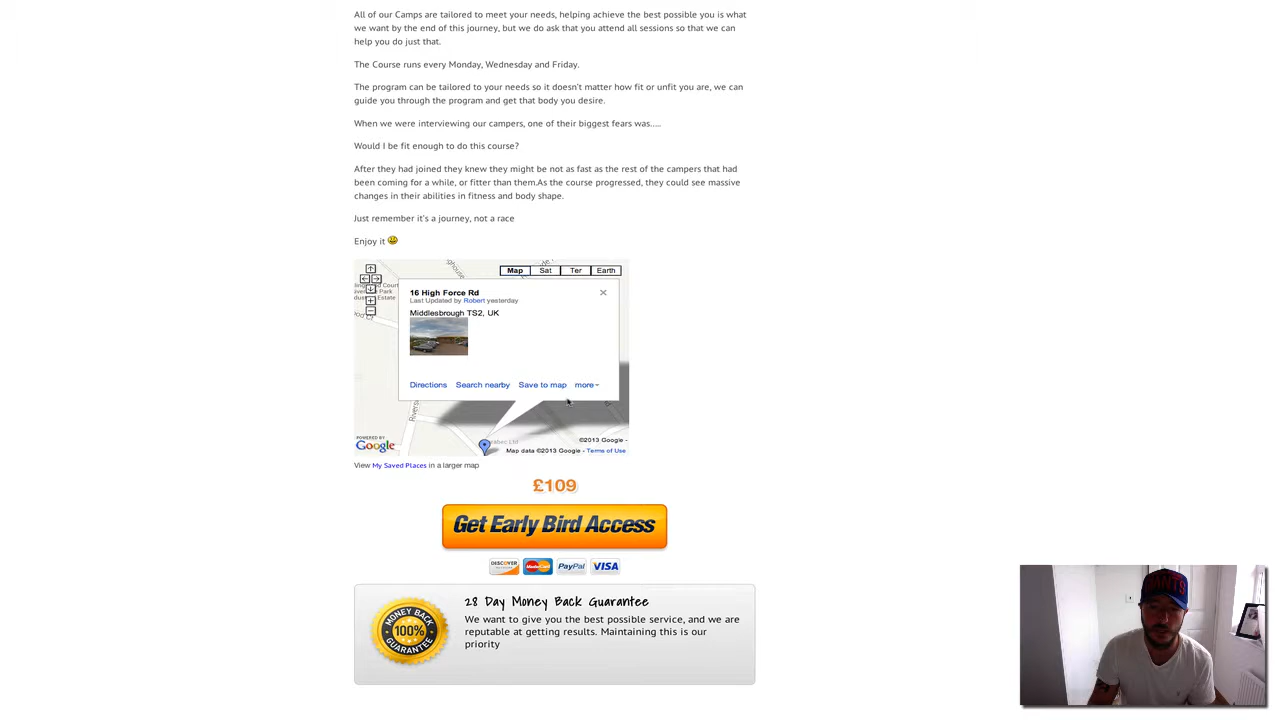 All of our Camps are tailored to meet your needs, helping achieve the best possible you is what
we want by the end of this journey, but we do ask that you attend all sessions so that we can
help you do just that.
The Course runs every Monday, Wednesday and Friday.
The program can be tailored to your needs so it doesn't matter how fit or unfit you are, we can
guide you through the program and get that body you desire.
When we were interviewing our campers, one of their biggest fears was.....
Would I be fit enough to do this course?
After they had joined they knew they might be not as fast as the rest of the campers that had
been coming for a while, or fitter than them.As the course progressed, they could see massive
changes in their abilities in fitness and body shape.
Just remember it's a journey, not a race
Enjoy it
Map Sat Ter Earth
16 High Force Rd
Last Updated by Robert yesterday
Middlesbrough TS2, UK
Directions Search nearby Save to map more
©2013 Google -
POWERED BY
Google
Map data ©2013 Google - Terms of Use
View My Saved Places in a larger map
£109
Get Early Bird Access
DISCOVER MasterCard PayPal VISA
28 Day Money Back Guarantee
MONEY BACK
100%
GUARANTEE
We want to give you the best possible service, and we are
reputable at getting results. Maintaining this is our
priority